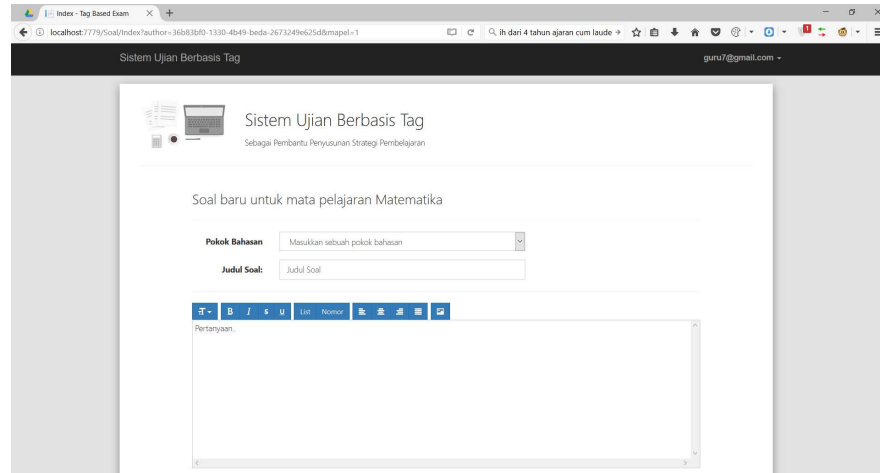 Index - Tag Based Exam
localhost:7779/Soal/Index?author=36b83bf0-1330-4b49-beda-2673249e625d&mapel=1
ih dari 4 tahun ajaran cum laude
1
Sistem Ujian Berbasis Tag
guru7@gmail.com
Sistem Ujian Berbasis Tag
Sebagai Pembantu Penyusunan Strategi Pembelajaran
Soal baru untuk mata pelajaran Matematika
Pokok Bahasan
Masukkan sebuah pokok bahasan
Judul Soal:
Judul Soal
B I S U List Nomor
Pertanyaan..